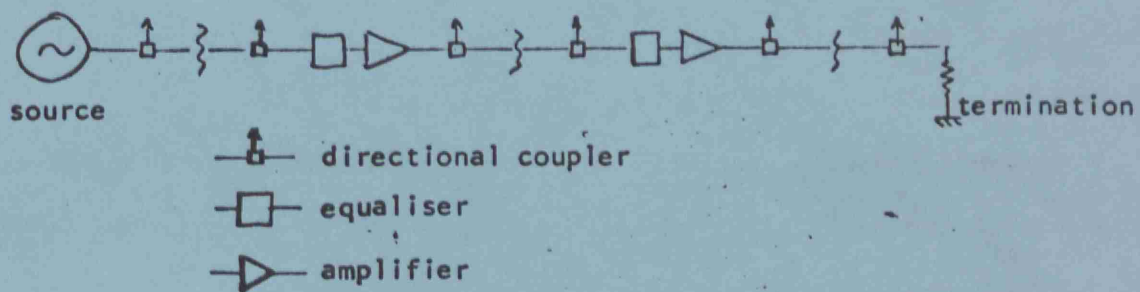 source
termination
directional coupler
equaliser
amplifier